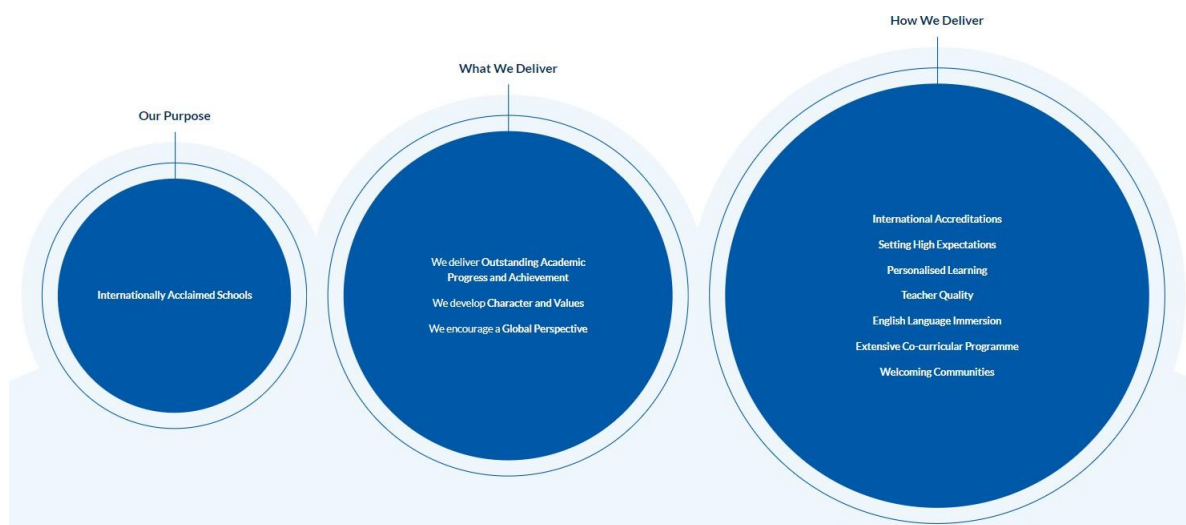 Our Purpose
Internationally Acclaimed Schools
What We Deliver
We deliver Outstanding Academic
Progress and Achievement
We develop Character and Values
We encourage a Global Perspective
How We Deliver
International Accreditations
Setting High Expectations
Personalised Learning
Teacher Quality
English Language Immersion
Extensive Co-curricular Programme
Welcoming Communities